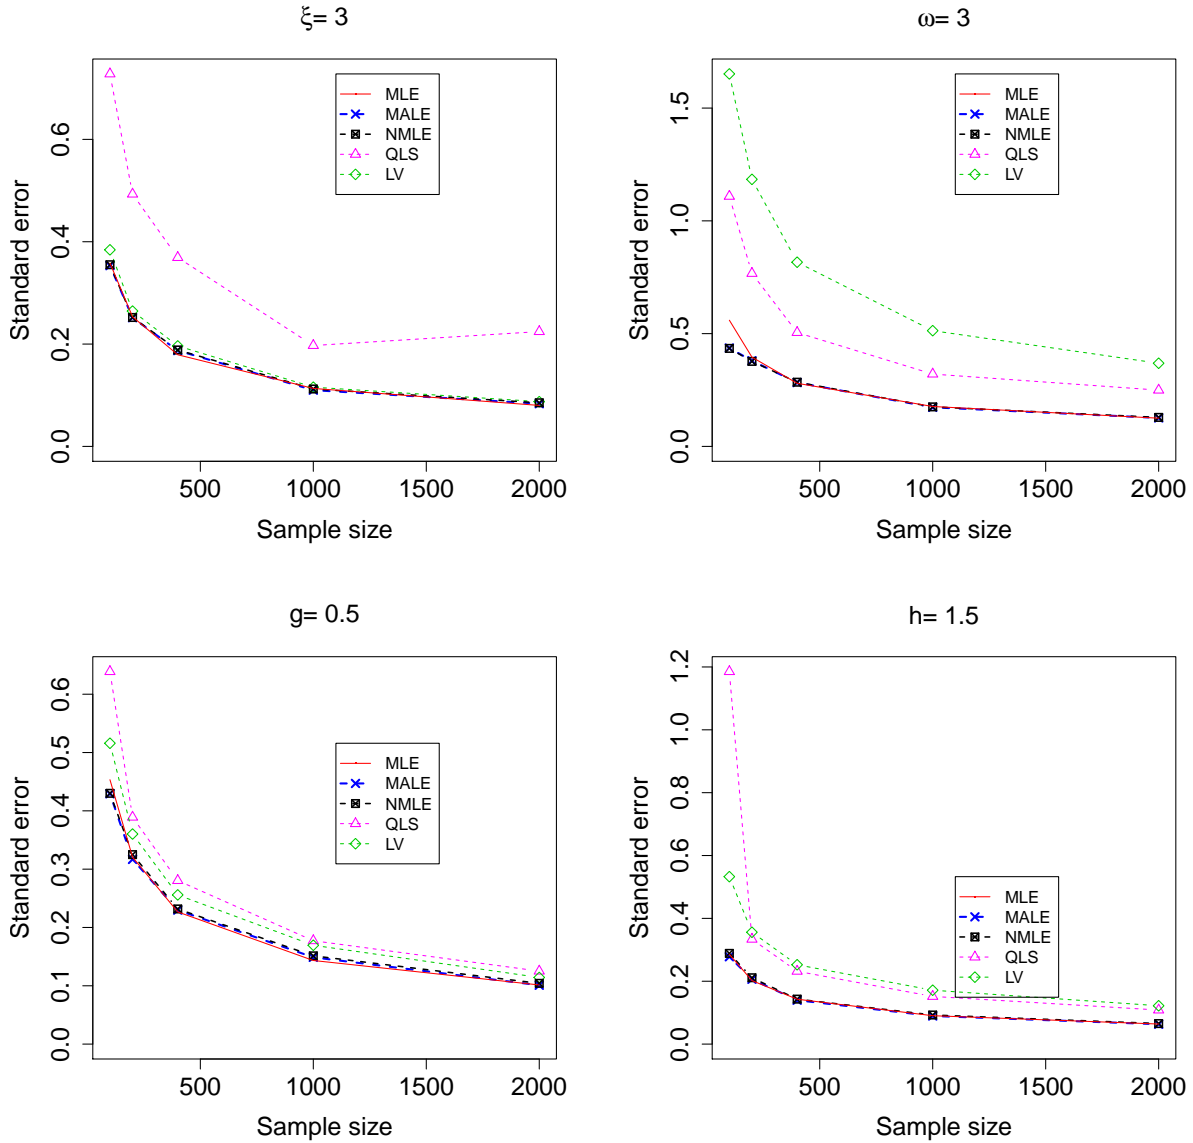 ξ= 3
Standard error
0.0 0.2 0.4 0.6
MLE
MALE
NMLE
QLS
LV
500 1000 1500 2000
Sample size
ω= 3
Standard error
0.0 0.5 1.0 1.5
MLE
MALE
NMLE
QLS
LV
500 1000 1500 2000
Sample size
g= 0.5
Standard error
0.0 0.1 0.2 0.3 0.4 0.5 0.6
MLE
MALE
NMLE
QLS
LV
500 1000 1500 2000
Sample size
h= 1.5
Standard error
0.0 0.2 0.4 0.6 0.8 1.0 1.2
MLE
MALE
NMLE
QLS
LV
500 1000 1500 2000
Sample size